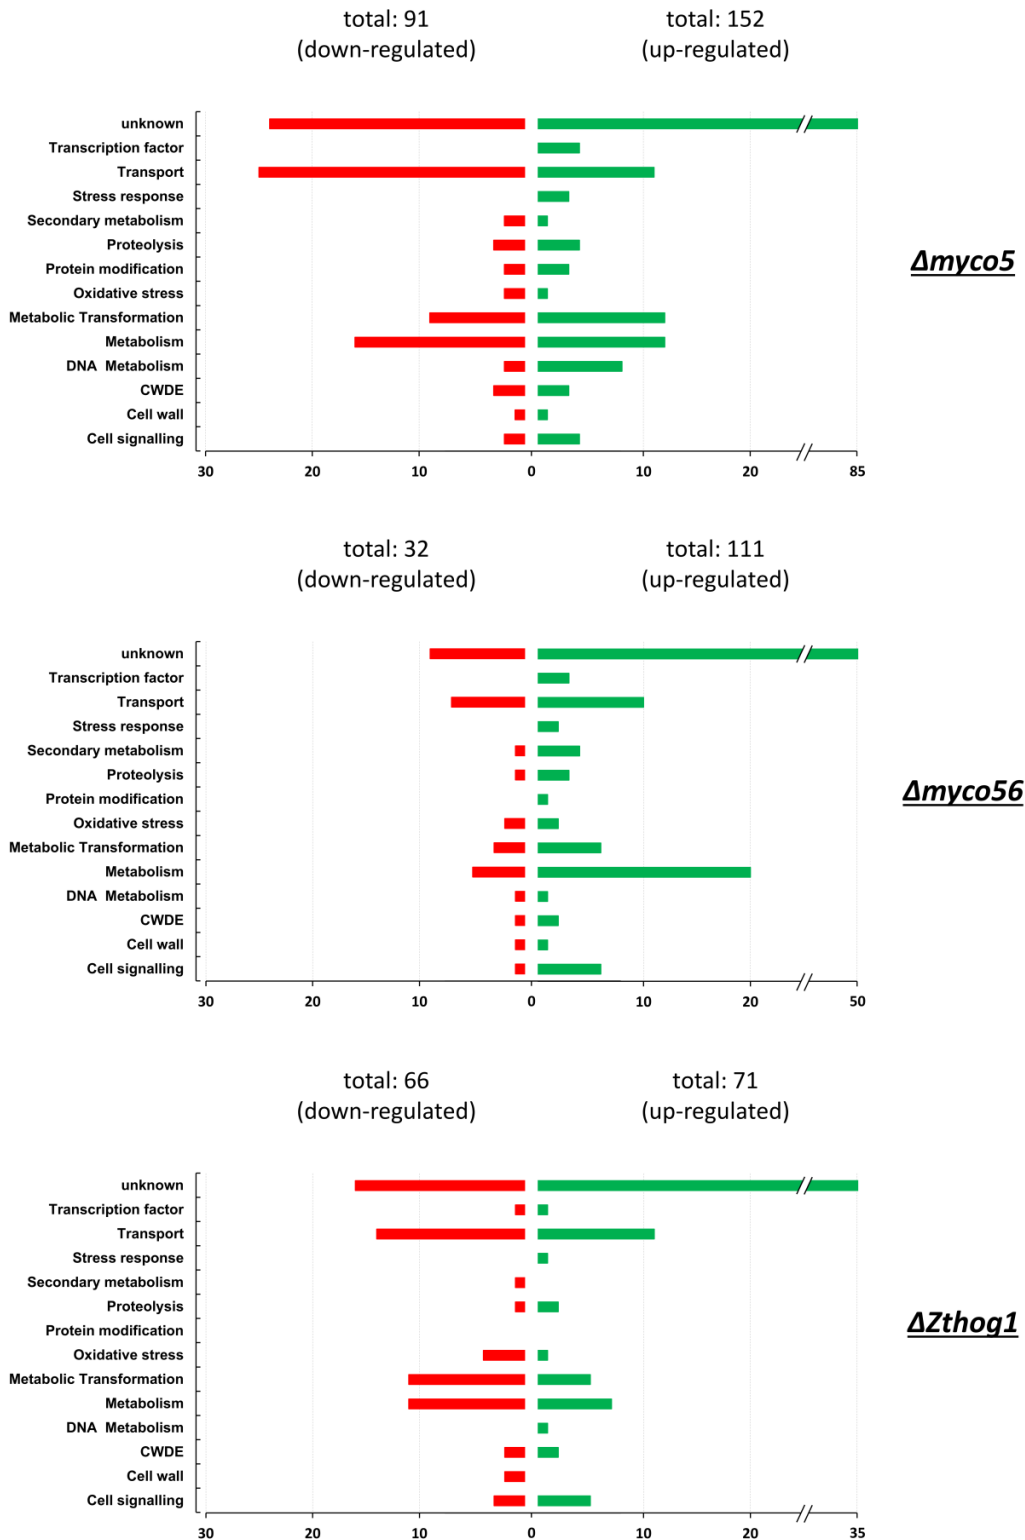 total: 91 total: 152
(down-regulated) (up-regulated)
unknown
Transcription factor
Transport
Stress response
Secondary metabolism
Proteolysis
Protein modification
Oxidative stress
Metabolic Transformation
Metabolism
DNA Metabolism
CWDE
Cell wall
Cell signalling
Δmyco5
30 20 10 0 10 20 85
total: 32 total: 111
(down-regulated) (up-regulated)
unknown
Transcription factor
Transport
Stress response
Secondary metabolism
Proteolysis
Protein modification
Oxidative stress
Metabolic Transformation
Metabolism
DNA Metabolism
CWDE
Cell wall
Cell signalling
Δmyco56
30 20 10 0 10 20 50
total: 66 total: 71
(down-regulated) (up-regulated)
unknown
Transcription factor
Transport
Stress response
Secondary metabolism
Proteolysis
Protein modification
Oxidative stress
Metabolic Transformation
Metabolism
DNA Metabolism
CWDE
Cell wall
Cell signalling
ΔZthog1
30 20 10 0 10 20 35